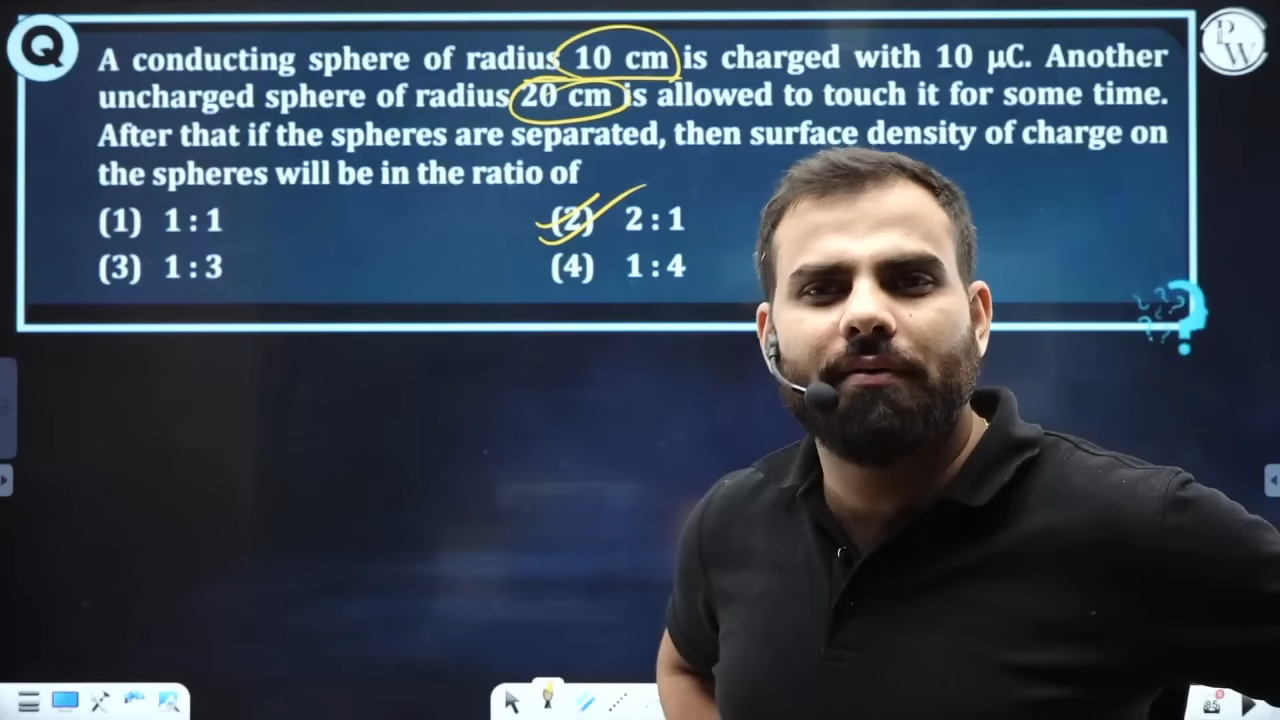 Q
A conducting sphere of radius 10 cm is charged with 10 μC. Another
uncharged sphere of radius 20 cm is allowed to touch it for some time.
After that if the spheres are separated, then surface density of charge on
the spheres will be in the ratio of
(1) 1 : 1 (2) 2 : 1
(3) 1 : 3 (4) 1 : 4
PW
85